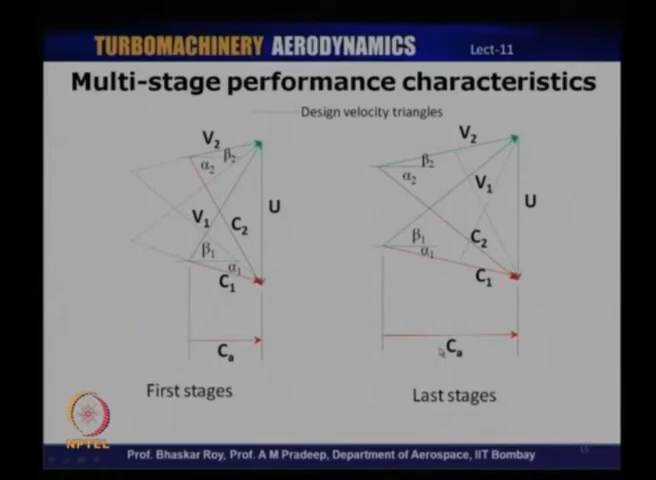 TURBOMACHINERY AERODYNAMICS Lect-11
Multi-stage performance characteristics
Design velocity triangles
V₂ β₂ α₂ U V₁ C₂ β₁ α₁ C₁
Cₐ
First stages
V₂ β₂ α₂ V₁ U β₁ C₂ α₁ C₁
Cₐ
Last stages
NPTEL
Prof. Bhaskar Roy, Prof. A M Pradeep, Department of Aerospace, IIT Bombay